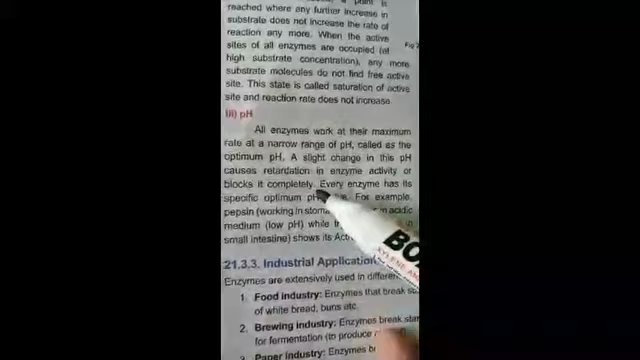 reached where any further increase in
substrate does not increase the rate of
reaction any more. When the active
sites of all enzymes are occupied (at
high substrate concentration), any more
substrate molecules do not find free active
site. This state is called saturation of active
site and reaction rate does not increase.
Fig
(iii) pH
All enzymes work at their maximum
rate at a narrow range of pH, called as the
optimum pH. A slight change in this pH
causes retardation in enzyme activity or
blocks it completely. Every enzyme has its
specific optimum pH For example,
pepsin (working in in acidic
medium (low pH) while in
small intestine) shows its
21.3.3. Industrial Application
Enzymes are extensively used in
1. Food industry: Enzymes that break
of white bread, buns etc.
2. Brewing industry: Enzymes break
for fermentation (to produce
3. Paper industry: Enzymes
BO
XYLENE AN